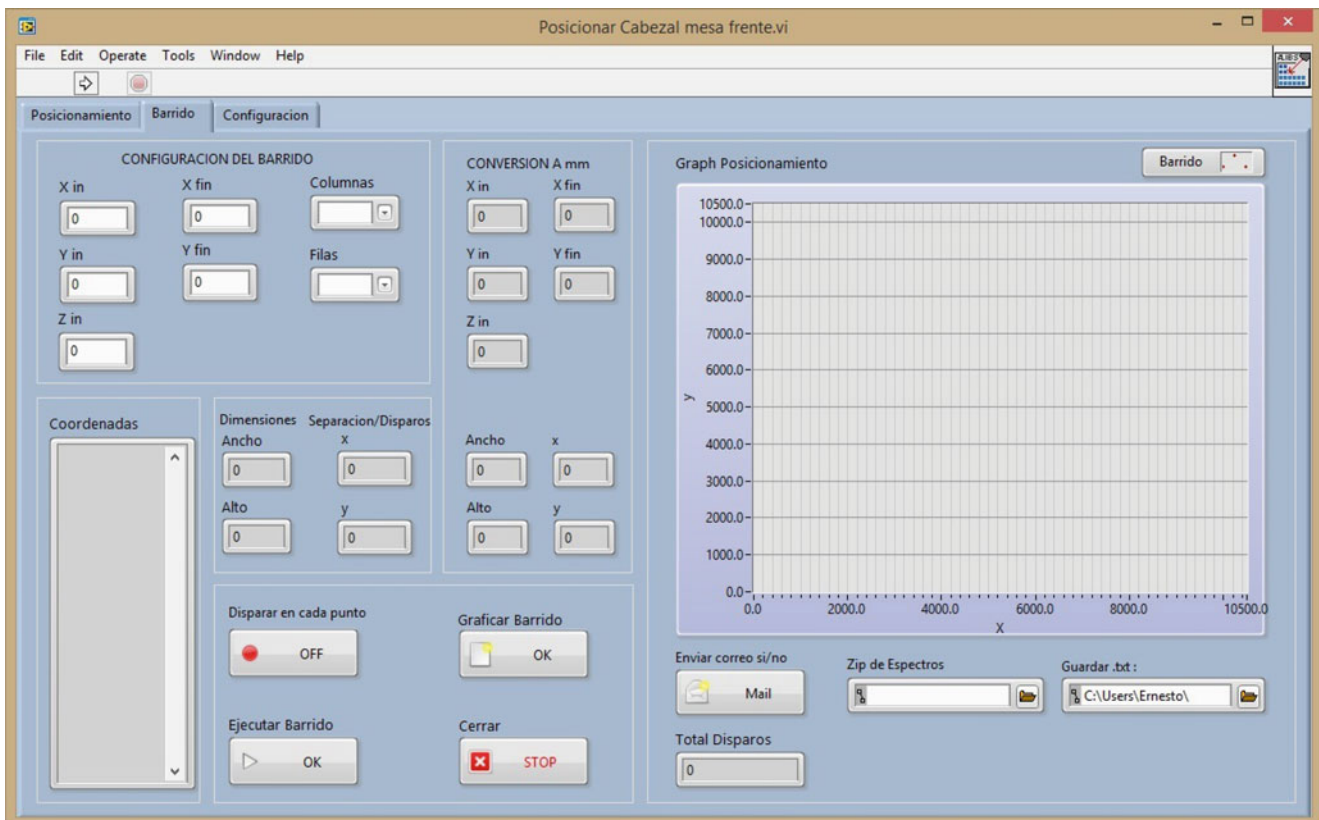 Posicionar Cabezal mesa frente.vi
File Edit Operate Tools Window Help
Posicionamiento Barrido Configuracion
CONFIGURACION DEL BARRIDO
X in X fin Columnas
0 0
Y in Y fin Filas
0 0
Z in
0
CONVERSION A mm
X in X fin
0 0
Y in Y fin
0 0
Z in
0
Ancho x
0 0
Alto y
0 0
Coordenadas
Dimensiones Separacion/Disparos
Ancho x
0 0
Alto y
0 0
Disparar en cada punto Graficar Barrido
OFF OK
Ejecutar Barrido Cerrar
OK STOP
Graph Posicionamiento Barrido
10500.0
10000.0
9000.0
8000.0
7000.0
6000.0
y
5000.0
4000.0
3000.0
2000.0
1000.0
0.0
0.0 2000.0 4000.0 6000.0 8000.0 10500.0
X
Enviar correo si/no Zip de Espectros Guardar .txt :
Mail C:\Users\Ernesto\
Total Disparos
0